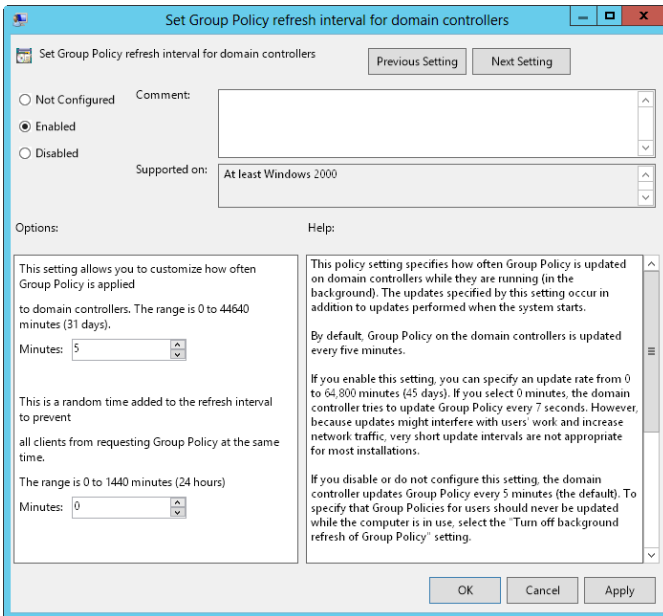 Set Group Policy refresh interval for domain controllers
Set Group Policy refresh interval for domain controllers
Previous Setting
Next Setting
Not Configured
Comment:
Enabled
Disabled
Supported on:
At least Windows 2000
Options:
Help:
This setting allows you to customize how often
Group Policy is applied
to domain controllers. The range is 0 to 44640
minutes (31 days).
Minutes: 5
This is a random time added to the refresh interval
to prevent
all clients from requesting Group Policy at the same
time.
The range is 0 to 1440 minutes (24 hours)
Minutes: 0
This policy setting specifies how often Group Policy is updated
on domain controllers while they are running (in the
background). The updates specified by this setting occur in
addition to updates performed when the system starts.
By default, Group Policy on the domain controllers is updated
every five minutes.
If you enable this setting, you can specify an update rate from 0
to 64,800 minutes (45 days). If you select 0 minutes, the domain
controller tries to update Group Policy every 7 seconds. However,
because updates might interfere with users' work and increase
network traffic, very short update intervals are not appropriate
for most installations.
If you disable or do not configure this setting, the domain
controller updates Group Policy every 5 minutes (the default). To
specify that Group Policies for users should never be updated
while the computer is in use, select the "Turn off background
refresh of Group Policy" setting.
OK
Cancel
Apply